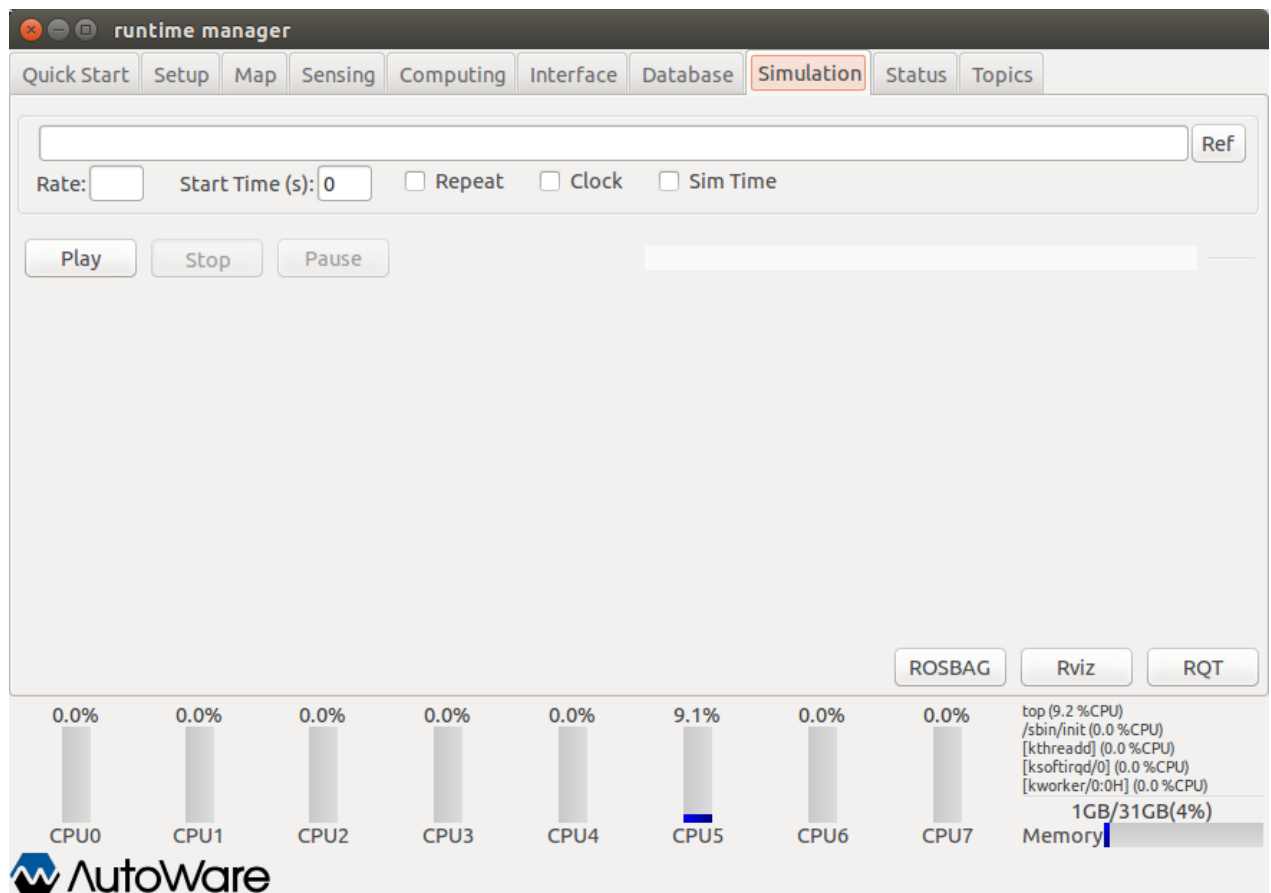 runtime manager
Quick Start Setup Map Sensing Computing Interface Database Simulation Status Topics
Ref
Rate: Start Time (s): 0 Repeat Clock Sim Time
Play Stop Pause
ROSBAG Rviz RQT
0.0% 0.0% 0.0% 0.0% 0.0% 9.1% 0.0% 0.0%
top (9.2 %CPU)
/sbin/init (0.0 %CPU)
[kthreadd] (0.0 %CPU)
[ksoftirqd/0] (0.0 %CPU)
[kworker/0:0H] (0.0 %CPU)
1GB/31GB(4%)
CPU0 CPU1 CPU2 CPU3 CPU4 CPU5 CPU6 CPU7 Memory
AutoWare